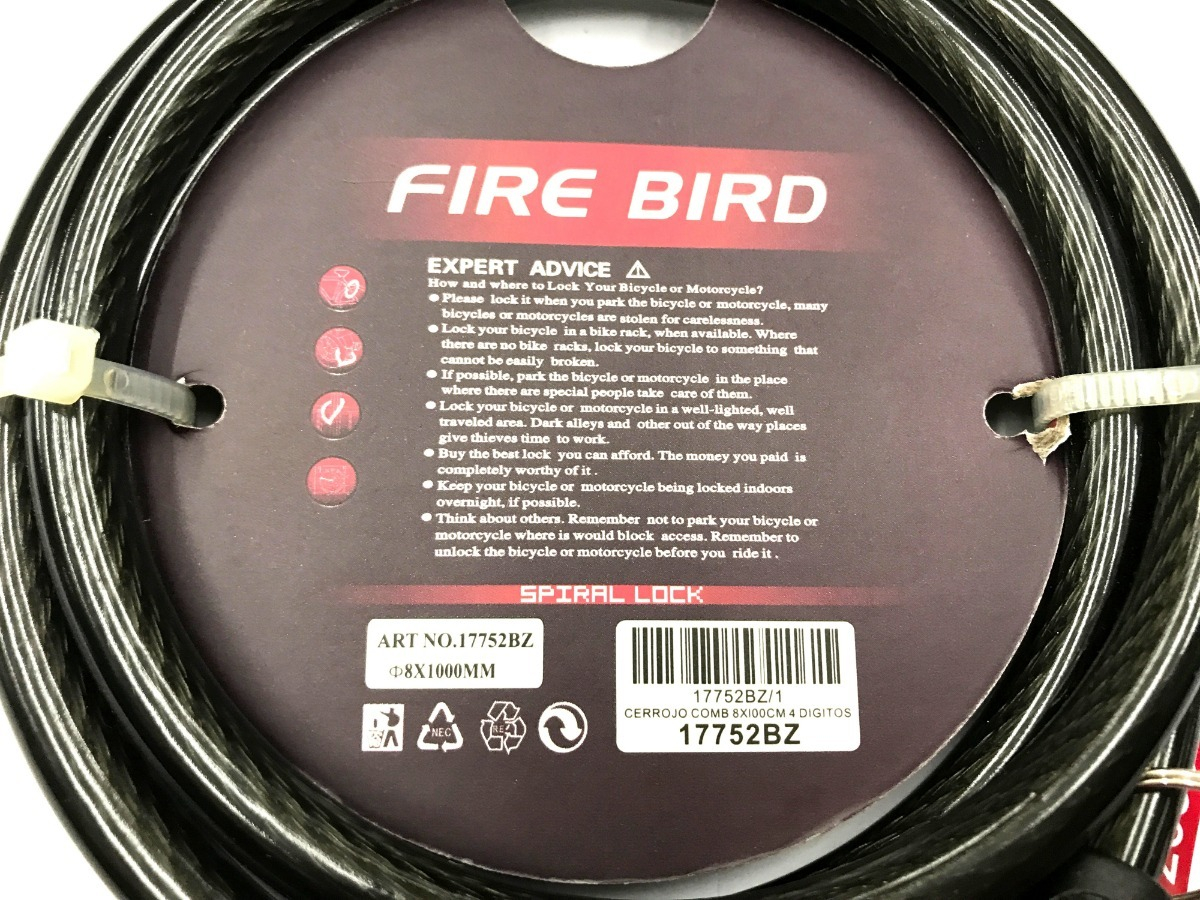 FIRE BIRD
EXPERT ADVICE
How and where to Lock Your Bicycle or Motorcycle?
● Please lock it when you park the bicycle or motorcycle, many
bicycles or motorcycles are stolen for carelessness.
● Lock your bicycle in a bike rack, when available. Where
there are no bike racks, lock your bicycle to something that
cannot be easily broken.
● If possible, park the bicycle or motorcycle in the place
where there are special people take care of them.
● Lock your bicycle or motorcycle in a well-lighted, well
traveled area. Dark alleys and other out of the way places
give thieves time to work.
● Buy the best lock you can afford. The money you paid is
completely worthy of it .
● Keep your bicycle or motorcycle being locked indoors
overnight, if possible.
● Think about others. Remember not to park your bicycle or
motorcycle where is would block access. Remember to
unlock the bicycle or motorcycle before you ride it .
SPIRAL LOCK
ART NO.17752BZ
Φ8X1000MM
17752BZ/1
CERROJO COMB 8X100CM 4 DIGITOS
17752BZ
NEC